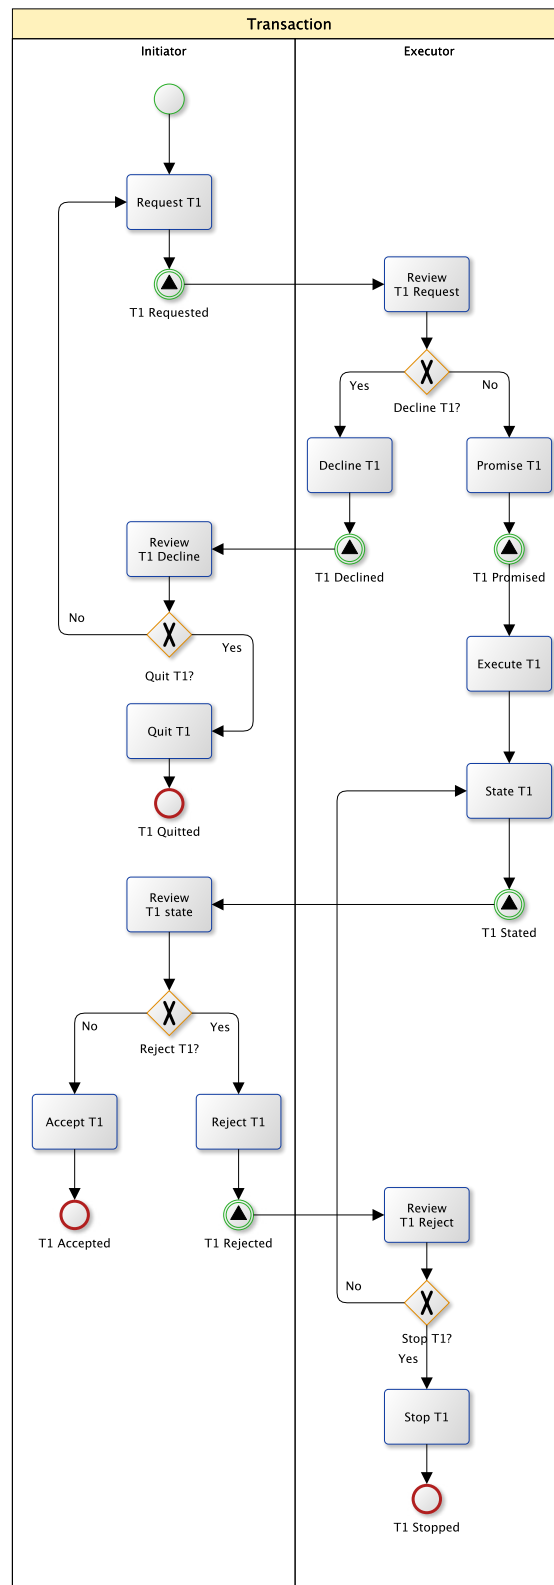 Transaction
Initiator
Executor
Request T1
T1 Requested
Review
T1 Request
Decline T1?
Yes
No
Decline T1
Promise T1
T1 Declined
T1 Promised
Review
T1 Decline
Quit T1?
No
Yes
Execute T1
Quit T1
T1 Quitted
State T1
T1 Stated
Review
T1 state
Reject T1?
No
Yes
Accept T1
Reject T1
T1 Accepted
T1 Rejected
Review
T1 Reject
No
Stop T1?
Yes
Stop T1
T1 Stopped